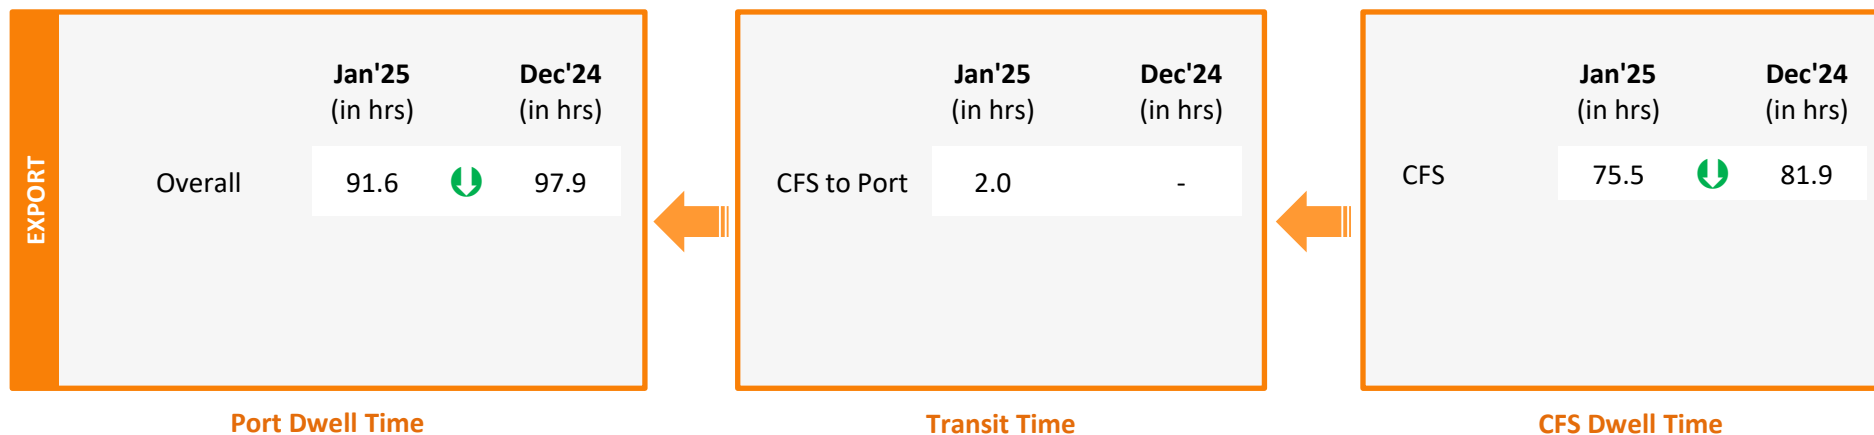 EXPORT
Jan'25 Dec'24
(in hrs) (in hrs)
Overall 91.6 97.9
Port Dwell Time
Jan'25 Dec'24
(in hrs) (in hrs)
CFS to Port 2.0 -
Transit Time
Jan'25 Dec'24
(in hrs) (in hrs)
CFS 75.5 81.9
CFS Dwell Time